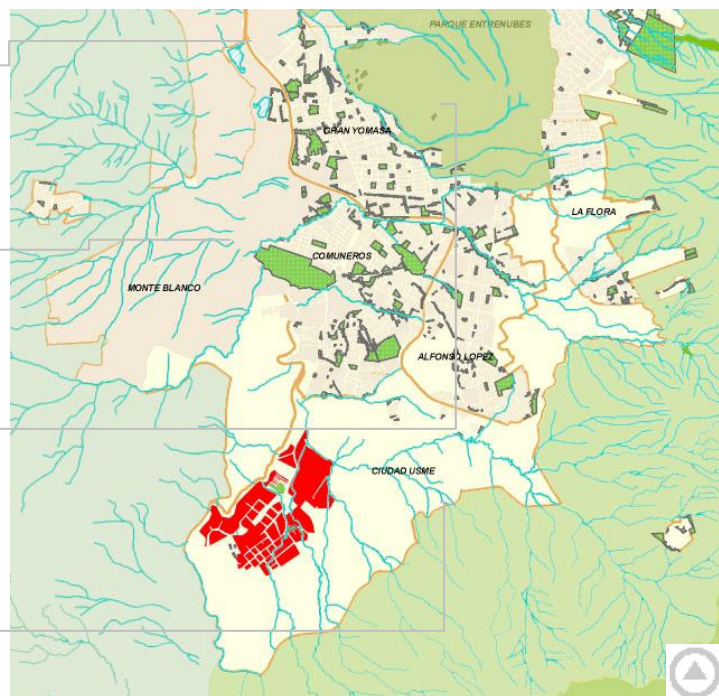 PARQUE ENTRENUBES
GRAN YOMASA
LA FLORA
COMUNEROS
MONTE BLANCO
ALFONSO LOPEZ
CIUDAD USME